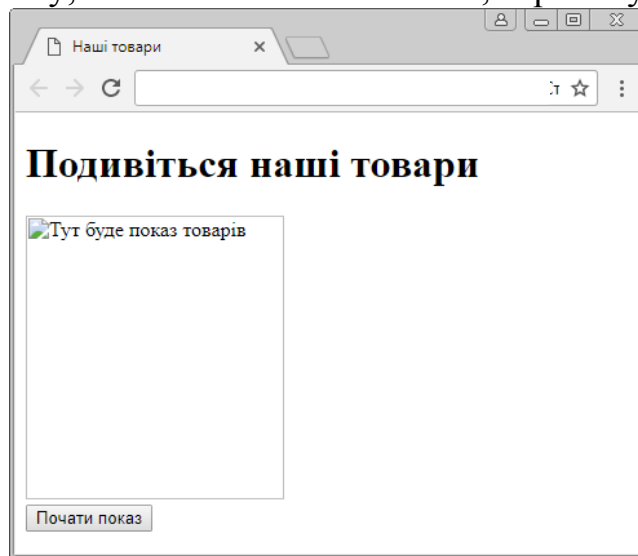 Наші товари
Подивіться наші товари
Тут буде показ товарів
Почати показ